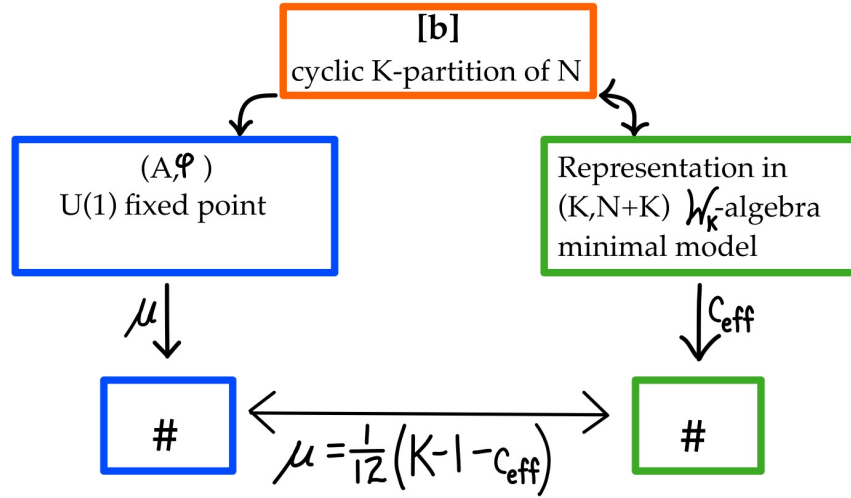 [b]
cyclic K-partition of N
(A,φ)
U(1) fixed point
Representation in
(K,N+K) 𝒲_K-algebra
minimal model
μ
c_eff
#
#
μ = 1/12 (K-1-c_eff)